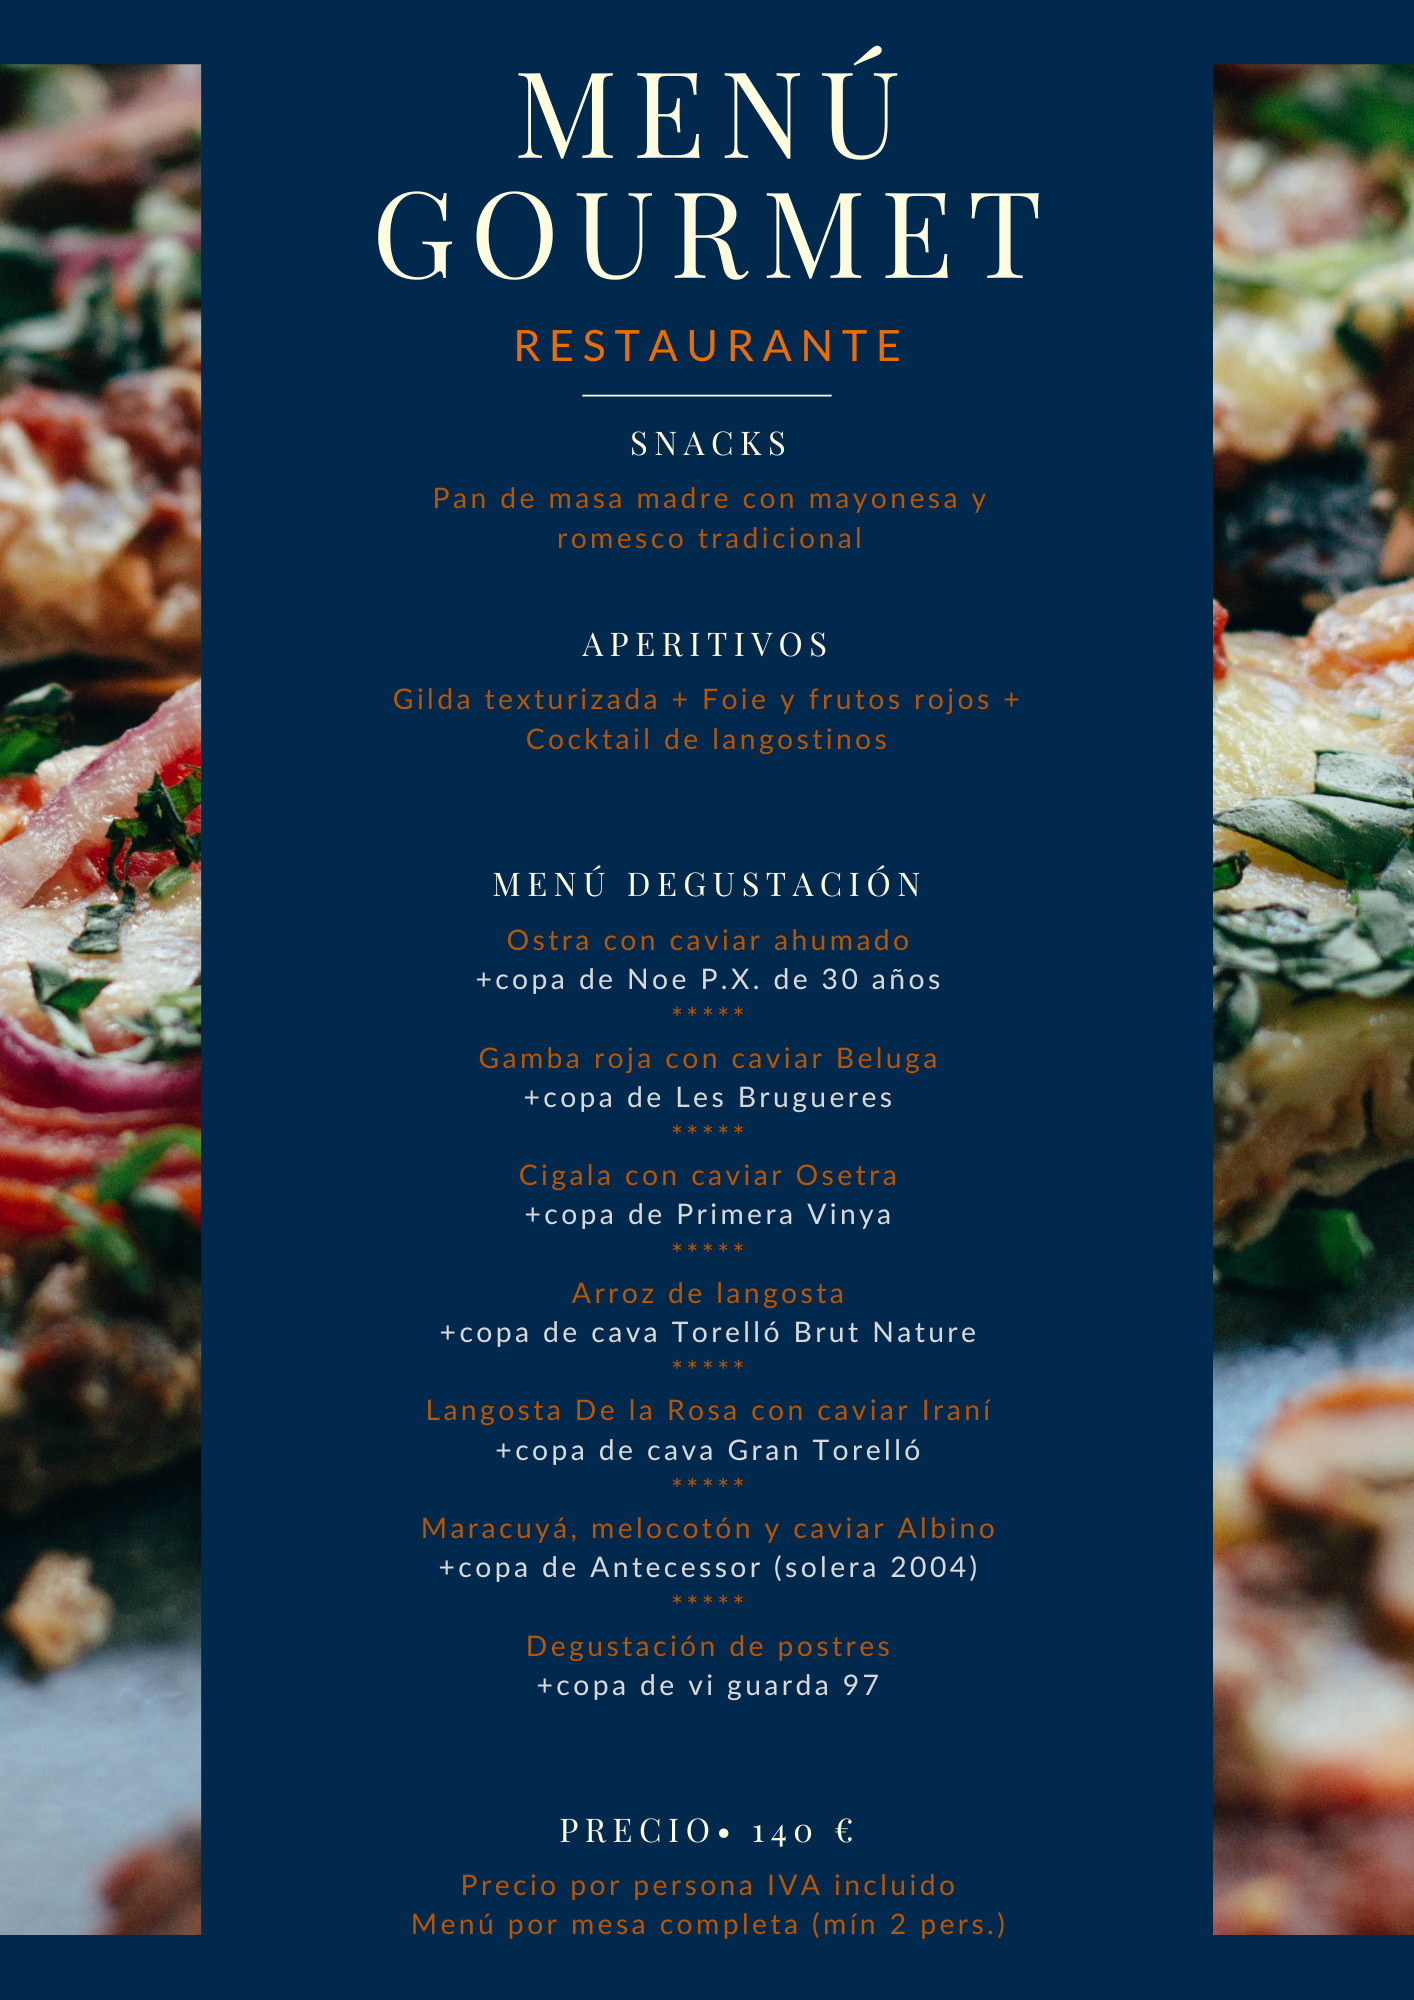 MENÚ
GOURMET
RESTAURANTE
SNACKS
Pan de masa madre con mayonesa y
romesco tradicional
APERITIVOS
Gilda texturizada + Foie y frutos rojos +
Cocktail de langostinos
MENÚ DEGUSTACIÓN
Ostra con caviar ahumado
+copa de Noe P.X. de 30 años
*****
Gamba roja con caviar Beluga
+copa de Les Brugueres
*****
Cigala con caviar Osetra
+copa de Primera Vinya
*****
Arroz de langosta
+copa de cava Torelló Brut Nature
*****
Langosta De la Rosa con caviar Iraní
+copa de cava Gran Torelló
*****
Maracuyá, melocotón y caviar Albino
+copa de Antecessor (solera 2004)
*****
Degustación de postres
+copa de vi guarda 97
PRECIO• 140 €
Precio por persona IVA incluido
Menú por mesa completa (mín 2 pers.)